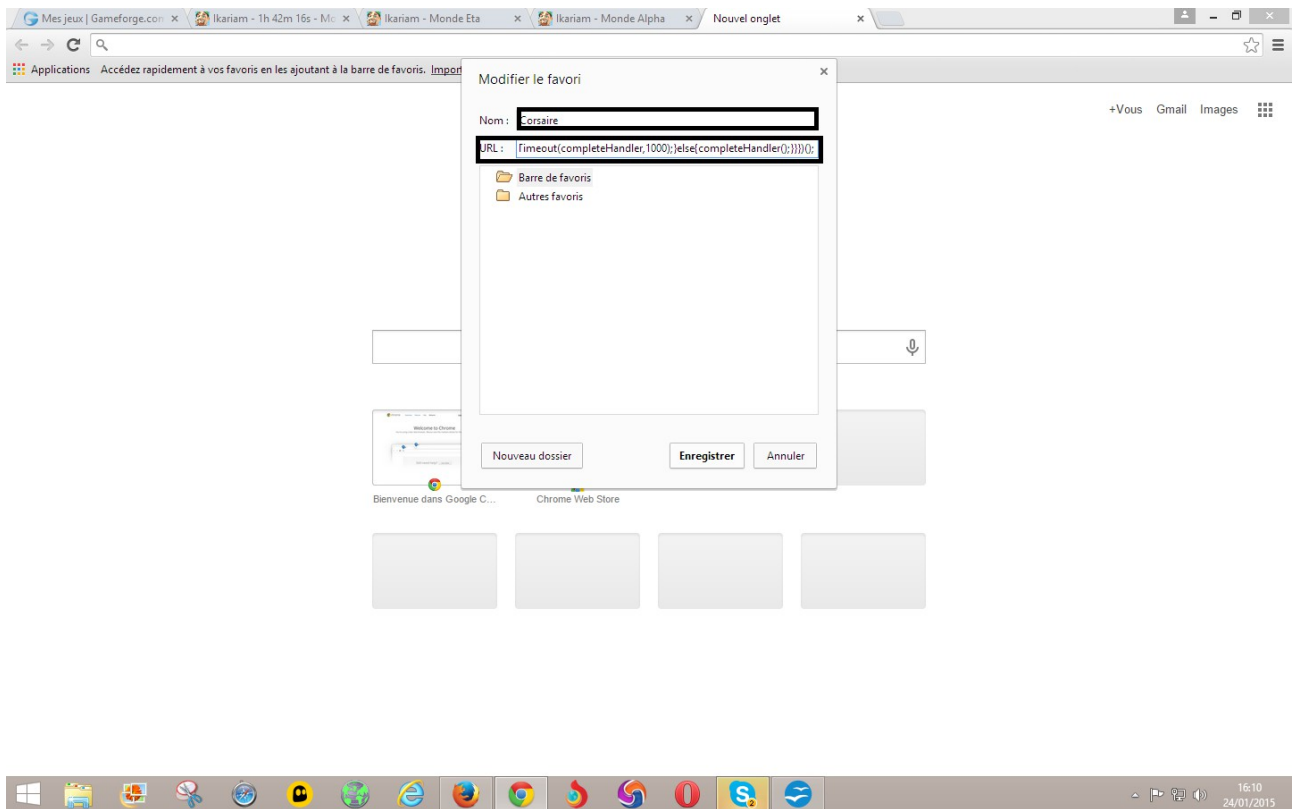 Mes jeux | Gameforge.con
Ikariam - 1h 42m 16s - Mo
Ikariam - Monde Eta
Ikariam - Monde Alpha
Nouvel onglet
Applications Accédez rapidement à vos favoris en les ajoutant à la barre de favoris. Import
+Vous Gmail Images
Modifier le favori
Nom : Corsaire
URL : Timeout(completeHandler,1000);}else{completeHandler();}}})();
Barre de favoris
Autres favoris
Nouveau dossier
Enregistrer
Annuler
Welcome to Chrome
Bienvenue dans Google C...
Chrome Web Store
2
16:10
24/01/2015